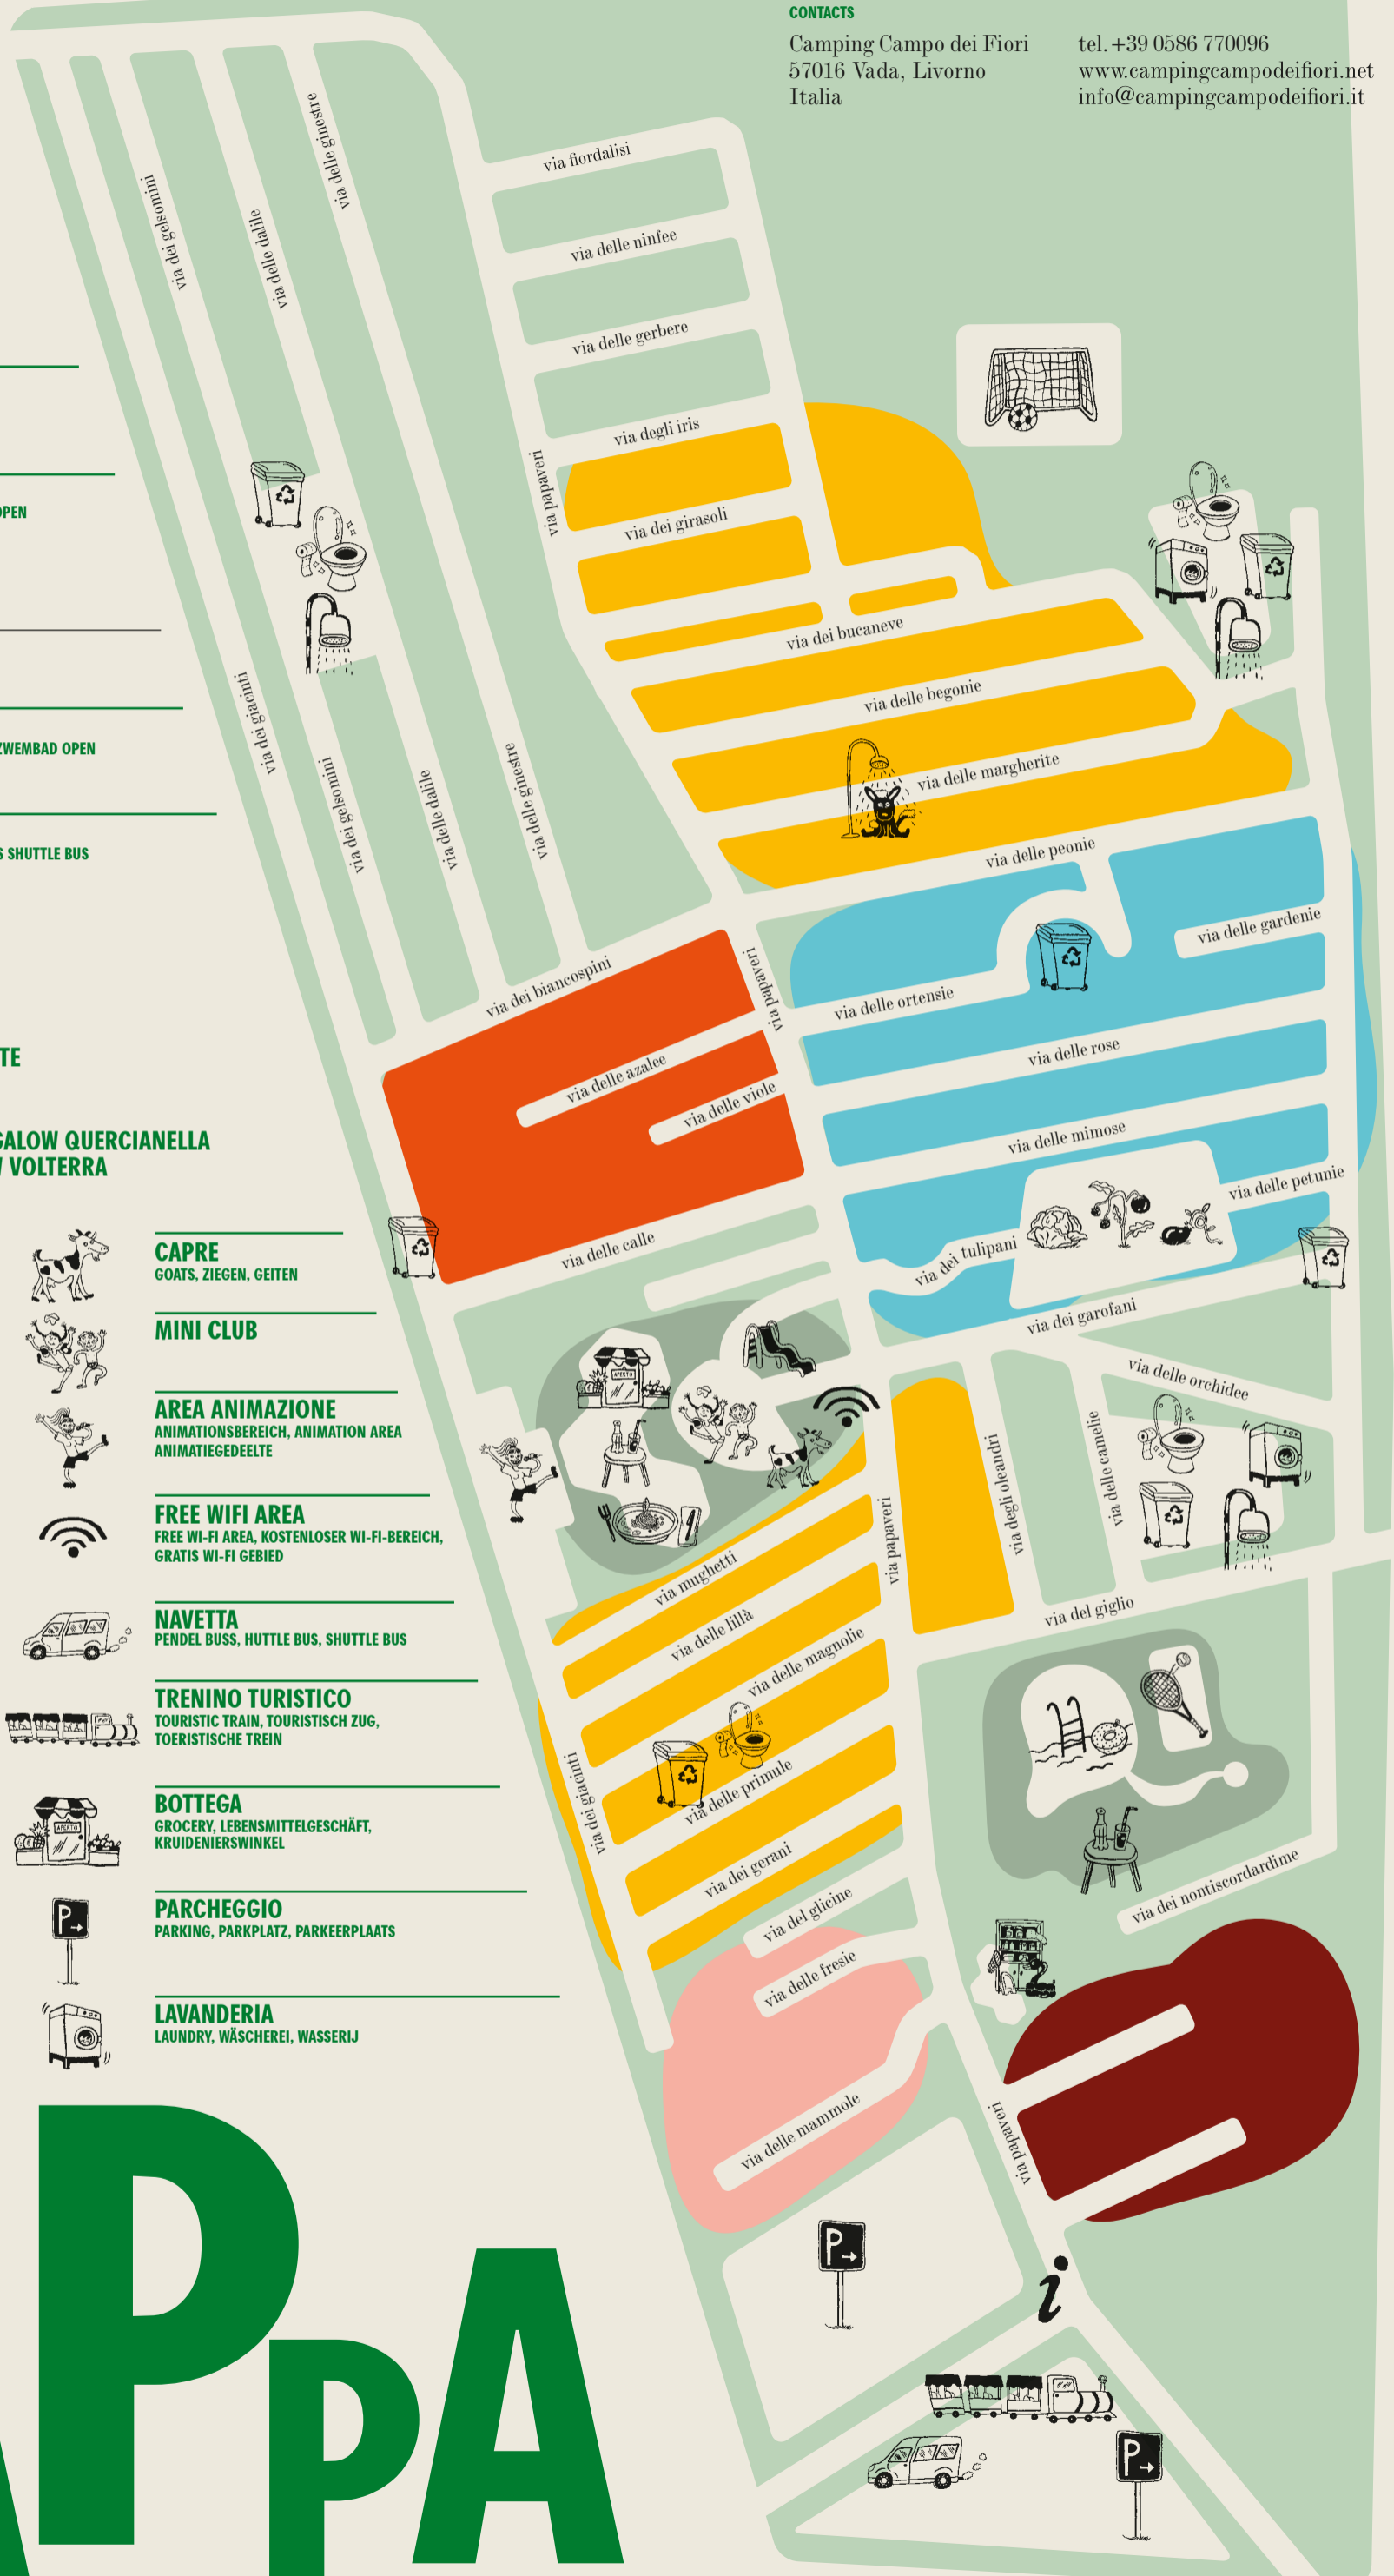 CONTACTS
Camping Campo dei Fiori
57016 Vada, Livorno
Italia
tel. +39 0586 770096
www.campingcampodeifiori.net
info@campingcampodeifiori.it
via delle ginestre
via dei gelsomini
via delle dalile
via fiordalisi
via delle ninfee
via delle gerbere
via degli iris
via papaveri
via dei girasoli
via dei bucaneve
via delle begonie
via delle margherite
via delle peonie
via dei giacinti
via dei gelsomini
via delle dalile
via delle ginestre
via delle gardenie
via dei biancospini
via papaveri
via delle ortensie
via delle rose
via delle azalee
via delle viole
via delle mimose
via delle petunie
via delle calle
via dei tulipani
via dei garofani
via delle orchidee
APERTO
via degli oleandri
via delle camelie
via papaveri
via mughetti
via delle lillà
via del giglio
via delle magnolie
via dei giacinti
via delle primule
via dei gerani
via del glicine
via dei nontiscordardime
via delle fresie
via delle mammole
via papaveri
P→
i
P→
OPEN
ZWEMBAD OPEN
S SHUTTLE BUS
TE
GALOW QUERCIANELLA
VOLTERRA
CAPRE
GOATS, ZIEGEN, GEITEN
MINI CLUB
AREA ANIMAZIONE
ANIMATIONSBEREICH, ANIMATION AREA
ANIMATIEGEDEELTE
FREE WIFI AREA
FREE WI-FI AREA, KOSTENLOSER WI-FI-BEREICH,
GRATIS WI-FI GEBIED
NAVETTA
PENDEL BUSS, HUTTLE BUS, SHUTTLE BUS
TRENINO TURISTICO
TOURISTIC TRAIN, TOURISTISCH ZUG,
TOERISTISCHE TREIN
APERTO
BOTTEGA
GROCERY, LEBENSMITTELGESCHÄFT,
KRUIDENIERSWINKEL
P→
PARCHEGGIO
PARKING, PARKPLATZ, PARKEERPLAATS
LAVANDERIA
LAUNDRY, WÄSCHEREI, WASSERIJ
APPA